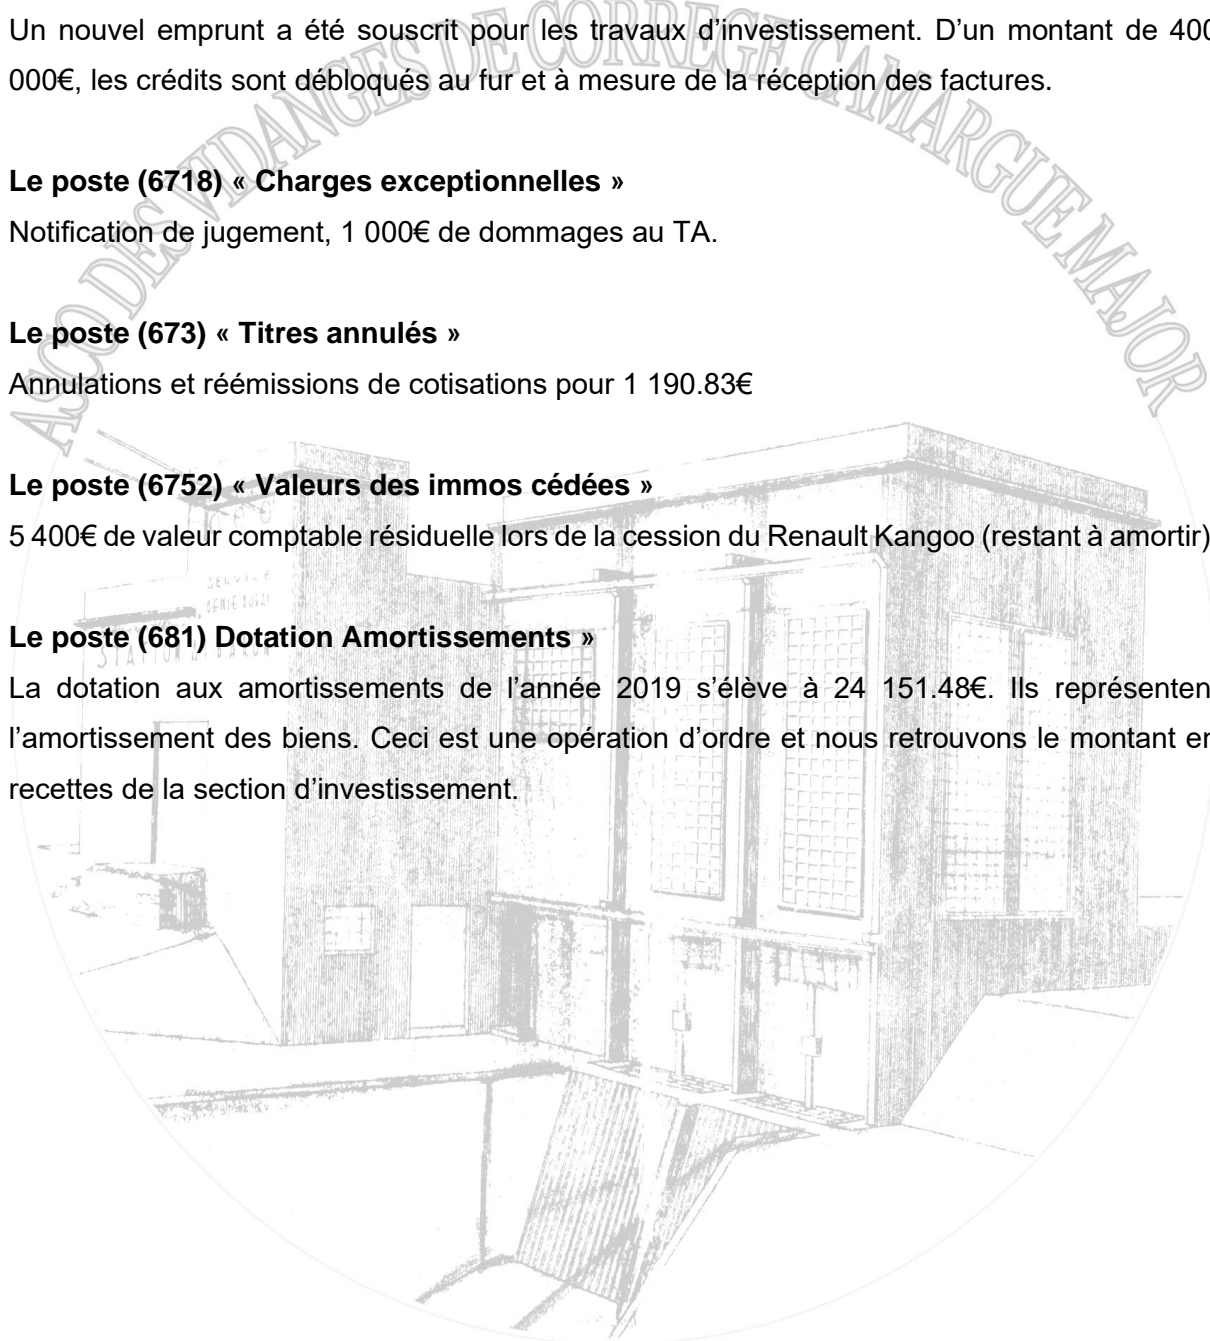 ASCO DES VIDANGES DE CORREGE CAMARGUE MAJOR
Un nouvel emprunt a été souscrit pour les travaux d'investissement. D'un montant de 400
000€, les crédits sont débloqués au fur et à mesure de la réception des factures.
Le poste (6718) « Charges exceptionnelles »
Notification de jugement, 1 000€ de dommages au TA.
Le poste (673) « Titres annulés »
Annulations et réémissions de cotisations pour 1 190.83€
Le poste (6752) « Valeurs des immos cédées »
5 400€ de valeur comptable résiduelle lors de la cession du Renault Kangoo (restant à amortir)
SERVICE
Le poste (681) Dotation Amortissements »
STATION
La dotation aux amortissements de l'année 2019 s'élève à 24 151.48€. Ils représenten
l'amortissement des biens. Ceci est une opération d'ordre et nous retrouvons le montant en
recettes de la section d'investissement.